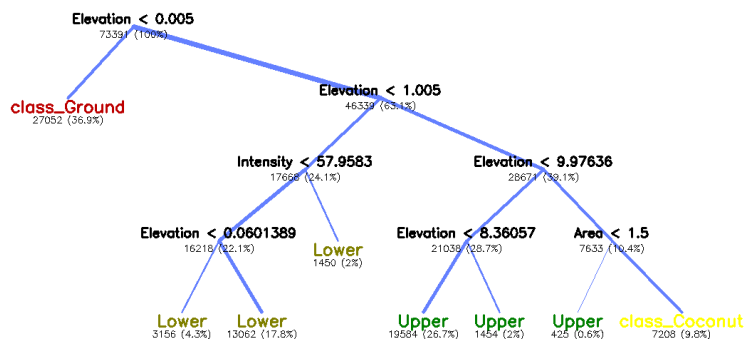 Elevation < 0.005
73391 (100%)
Elevation < 1.005
46339 (63.1%)
class_Ground
27052 (36.9%)
Intensity < 57.9583
17668 (24.1%)
Elevation < 9.97636
28671 (39.1%)
Elevation < 0.0601389
16218 (22.1%)
Lower
1450 (2%)
Elevation < 8.36057
21038 (28.7%)
Area < 1.5
7633 (10.4%)
Lower
3156 (4.3%)
Lower
13062 (17.8%)
Upper
19584 (26.7%)
Upper
1454 (2%)
Upper
425 (0.6%)
class_Coconut
7208 (9.8%)